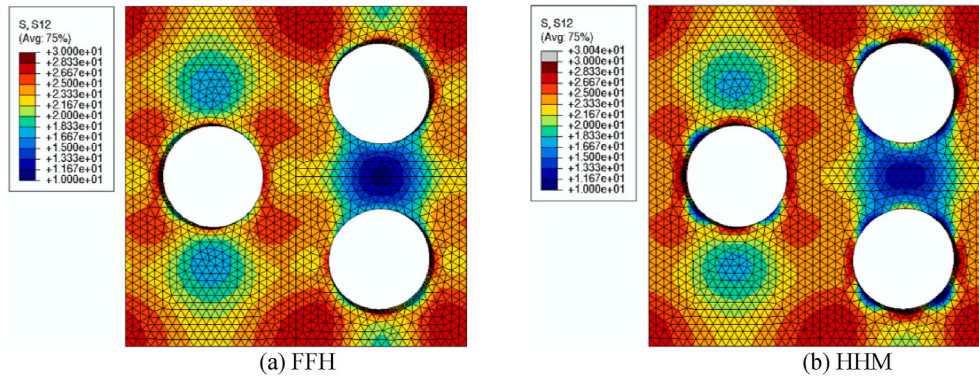 S, S12
(Avg: 75%)
+3.000e+01
+2.833e+01
+2.667e+01
+2.500e+01
+2.333e+01
+2.167e+01
+2.000e+01
+1.833e+01
+1.667e+01
+1.500e+01
+1.333e+01
+1.167e+01
+1.000e+01
(a) FFH
S, S12
(Avg: 75%)
+3.004e+01
+3.000e+01
+2.833e+01
+2.667e+01
+2.500e+01
+2.333e+01
+2.167e+01
+2.000e+01
+1.833e+01
+1.667e+01
+1.500e+01
+1.333e+01
+1.167e+01
+1.000e+01
(b) HHM